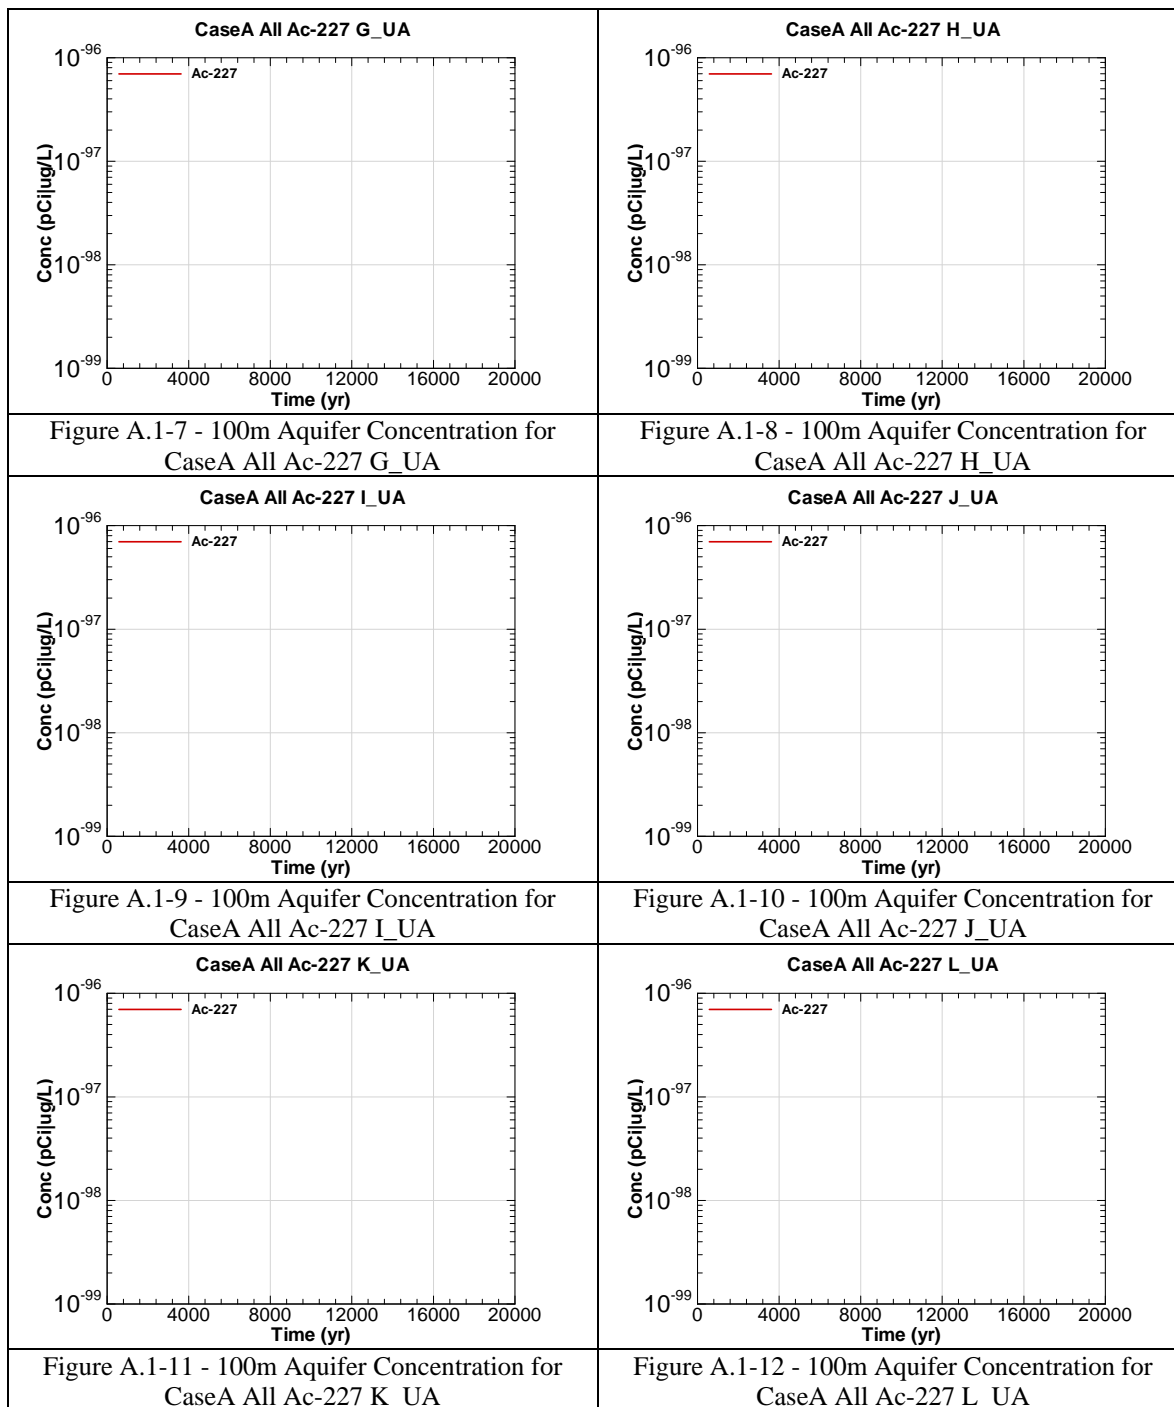 CaseA All Ac-227 G_UA
Conc (pCi|ug/L)
10^-96
10^-97
10^-98
10^-99
Ac-227
0 4000 8000 12000 16000 20000
Time (yr)
Figure A.1-7 - 100m Aquifer Concentration for
CaseA All Ac-227 G_UA
CaseA All Ac-227 H_UA
Conc (pCi|ug/L)
10^-96
10^-97
10^-98
10^-99
Ac-227
0 4000 8000 12000 16000 20000
Time (yr)
Figure A.1-8 - 100m Aquifer Concentration for
CaseA All Ac-227 H_UA
CaseA All Ac-227 I_UA
Conc (pCi|ug/L)
10^-96
10^-97
10^-98
10^-99
Ac-227
0 4000 8000 12000 16000 20000
Time (yr)
Figure A.1-9 - 100m Aquifer Concentration for
CaseA All Ac-227 I_UA
CaseA All Ac-227 J_UA
Conc (pCi|ug/L)
10^-96
10^-97
10^-98
10^-99
Ac-227
0 4000 8000 12000 16000 20000
Time (yr)
Figure A.1-10 - 100m Aquifer Concentration for
CaseA All Ac-227 J_UA
CaseA All Ac-227 K_UA
Conc (pCi|ug/L)
10^-96
10^-97
10^-98
10^-99
Ac-227
0 4000 8000 12000 16000 20000
Time (yr)
Figure A.1-11 - 100m Aquifer Concentration for
CaseA All Ac-227 K_UA
CaseA All Ac-227 L_UA
Conc (pCi|ug/L)
10^-96
10^-97
10^-98
10^-99
Ac-227
0 4000 8000 12000 16000 20000
Time (yr)
Figure A.1-12 - 100m Aquifer Concentration for
CaseA All Ac-227 L_UA